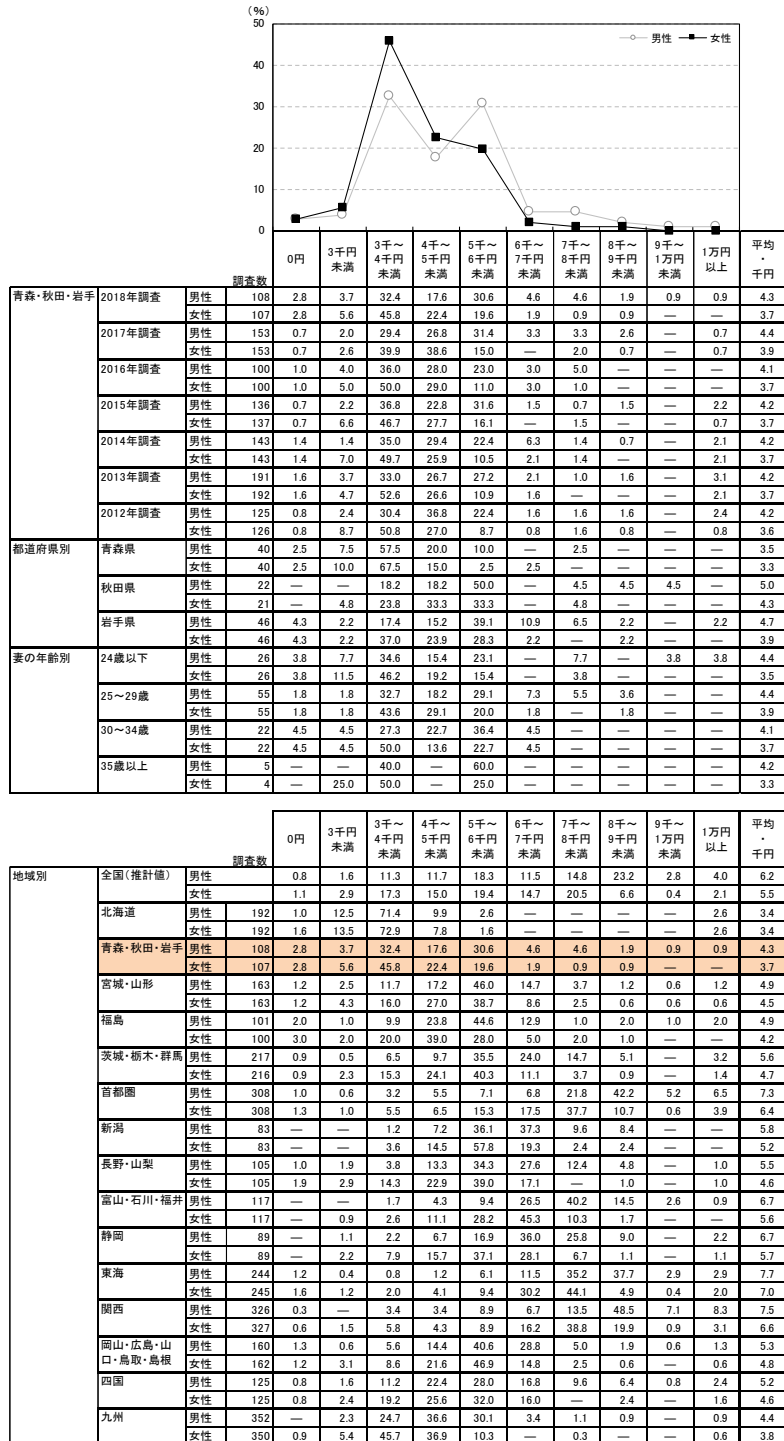 (%)
50
40
30
20
10
0
男性 女性
調査数 0円 3千円未満 3千～4千円未満 4千～5千円未満 5千～6千円未満 6千～7千円未満 7千～8千円未満 8千～9千円未満 9千～1万円未満 1万円以上 平均・千円
青森・秋田・岩手 2018年調査 男性 108 2.8 3.7 32.4 17.6 30.6 4.6 4.6 1.9 0.9 0.9 4.3
女性 107 2.8 5.6 45.8 22.4 19.6 1.9 0.9 0.9 — — 3.7
2017年調査 男性 153 0.7 2.0 29.4 26.8 31.4 3.3 3.3 2.6 — 0.7 4.4
女性 153 0.7 2.6 39.9 38.6 15.0 — 2.0 0.7 — 0.7 3.9
2016年調査 男性 100 1.0 4.0 36.0 28.0 23.0 3.0 5.0 — — — 4.1
女性 100 1.0 5.0 50.0 29.0 11.0 3.0 1.0 — — — 3.7
2015年調査 男性 136 0.7 2.2 36.8 22.8 31.6 1.5 0.7 1.5 — 2.2 4.2
女性 137 0.7 6.6 46.7 27.7 16.1 — 1.5 — — 0.7 3.7
2014年調査 男性 143 1.4 1.4 35.0 29.4 22.4 6.3 1.4 0.7 — 2.1 4.2
女性 143 1.4 7.0 49.7 25.9 10.5 2.1 1.4 — — 2.1 3.7
2013年調査 男性 191 1.6 3.7 33.0 26.7 27.2 2.1 1.0 1.6 — 3.1 4.2
女性 192 1.6 4.7 52.6 26.6 10.9 1.6 — — — 2.1 3.7
2012年調査 男性 125 0.8 2.4 30.4 36.8 22.4 1.6 1.6 1.6 — 2.4 4.2
女性 126 0.8 8.7 50.8 27.0 8.7 0.8 1.6 0.8 — 0.8 3.6
都道府県別 青森県 男性 40 2.5 7.5 57.5 20.0 10.0 — 2.5 — — — 3.5
女性 40 2.5 10.0 67.5 15.0 2.5 2.5 — — — — 3.3
秋田県 男性 22 — — 18.2 18.2 50.0 — 4.5 4.5 4.5 — 5.0
女性 21 — 4.8 23.8 33.3 33.3 — 4.8 — — — 4.3
岩手県 男性 46 4.3 2.2 17.4 15.2 39.1 10.9 6.5 2.2 — 2.2 4.7
女性 46 4.3 2.2 37.0 23.9 28.3 2.2 — 2.2 — — 3.9
妻の年齢別 24歳以下 男性 26 3.8 7.7 34.6 15.4 23.1 — 7.7 — 3.8 3.8 4.4
女性 26 3.8 11.5 46.2 19.2 15.4 — 3.8 — — — 3.5
25～29歳 男性 55 1.8 1.8 32.7 18.2 29.1 7.3 5.5 3.6 — — 4.4
女性 55 1.8 1.8 43.6 29.1 20.0 1.8 — 1.8 — — 3.9
30～34歳 男性 22 4.5 4.5 27.3 22.7 36.4 4.5 — — — — 4.1
女性 22 4.5 4.5 50.0 13.6 22.7 4.5 — — — — 3.7
35歳以上 男性 5 — — 40.0 — 60.0 — — — — — 4.2
女性 4 — 25.0 50.0 — 25.0 — — — — — 3.3
調査数 0円 3千円未満 3千～4千円未満 4千～5千円未満 5千～6千円未満 6千～7千円未満 7千～8千円未満 8千～9千円未満 9千～1万円未満 1万円以上 平均・千円
地域別 全国（推計値） 男性 0.8 1.6 11.3 11.7 18.3 11.5 14.8 23.2 2.8 4.0 6.2
女性 1.1 2.9 17.3 15.0 19.4 14.7 20.5 6.6 0.4 2.1 5.5
北海道 男性 192 1.0 12.5 71.4 9.9 2.6 — — — — 2.6 3.4
女性 192 1.6 13.5 72.9 7.8 1.6 — — — — 2.6 3.4
青森・秋田・岩手 男性 108 2.8 3.7 32.4 17.6 30.6 4.6 4.6 1.9 0.9 0.9 4.3
女性 107 2.8 5.6 45.8 22.4 19.6 1.9 0.9 0.9 — — 3.7
宮城・山形 男性 163 1.2 2.5 11.7 17.2 46.0 14.7 3.7 1.2 0.6 1.2 4.9
女性 163 1.2 4.3 16.0 27.0 38.7 8.6 2.5 0.6 0.6 0.6 4.5
福島 男性 101 2.0 1.0 9.9 23.8 44.6 12.9 1.0 2.0 1.0 2.0 4.9
女性 100 3.0 2.0 20.0 39.0 28.0 5.0 2.0 1.0 — — 4.2
茨城・栃木・群馬 男性 217 0.9 0.5 6.5 9.7 35.5 24.0 14.7 5.1 — 3.2 5.6
女性 216 0.9 2.3 15.3 24.1 40.3 11.1 3.7 0.9 — 1.4 4.7
首都圏 男性 308 1.0 0.6 3.2 5.5 7.1 6.8 21.8 42.2 5.2 6.5 7.3
女性 308 1.3 1.0 5.5 6.5 15.3 17.5 37.7 10.7 0.6 3.9 6.4
新潟 男性 83 — — 1.2 7.2 36.1 37.3 9.6 8.4 — — 5.8
女性 83 — — 3.6 14.5 57.8 19.3 2.4 2.4 — — 5.2
長野・山梨 男性 105 1.0 1.9 3.8 13.3 34.3 27.6 12.4 4.8 — 1.0 5.5
女性 105 1.9 2.9 14.3 22.9 39.0 17.1 — 1.0 — 1.0 4.6
富山・石川・福井 男性 117 — — 1.7 4.3 9.4 26.5 40.2 14.5 2.6 0.9 6.7
女性 117 — 0.9 2.6 11.1 28.2 45.3 10.3 1.7 — — 5.6
静岡 男性 89 — 1.1 2.2 6.7 16.9 36.0 25.8 9.0 — 2.2 6.7
女性 89 — 2.2 7.9 15.7 37.1 28.1 6.7 1.1 — 1.1 5.7
東海 男性 244 1.2 0.4 0.8 1.2 6.1 11.5 35.2 37.7 2.9 2.9 7.7
女性 245 1.6 1.2 2.0 4.1 9.4 30.2 44.1 4.9 0.4 2.0 7.0
関西 男性 326 0.3 — 3.4 3.4 8.9 6.7 13.5 48.5 7.1 8.3 7.5
女性 327 0.6 1.5 5.8 4.3 8.9 16.2 38.8 19.9 0.9 3.1 6.6
岡山・広島・山口・鳥取・島根 男性 160 1.3 0.6 5.6 14.4 40.6 28.8 5.0 1.9 0.6 1.3 5.3
女性 162 1.2 3.1 8.6 21.6 46.9 14.8 2.5 0.6 — 0.6 4.8
四国 男性 125 0.8 1.6 11.2 22.4 28.0 16.8 9.6 6.4 0.8 2.4 5.2
女性 125 0.8 2.4 19.2 25.6 32.0 16.0 — 2.4 — 1.6 4.6
九州 男性 352 — 2.3 24.7 36.6 30.1 3.4 1.1 0.9 — 0.9 4.4
女性 350 0.9 5.4 45.7 36.9 10.3 — 0.3 — — 0.6 3.8